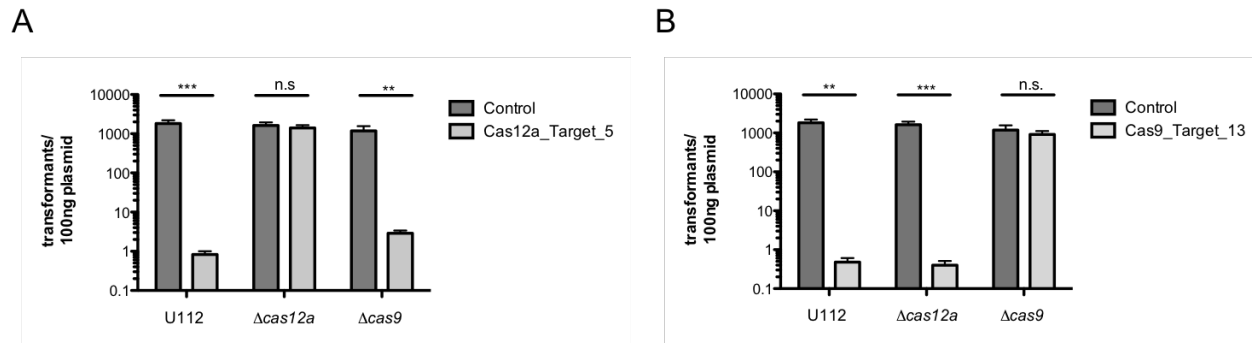 A
***
n.s
**
10000
1000
100
10
1
0.1
transformants/
100ng plasmid
U112
Δcas12a
Δcas9
Control
Cas12a_Target_5
B
**
***
n.s.
10000
1000
100
10
1
0.1
transformants/
100ng plasmid
U112
Δcas12a
Δcas9
Control
Cas9_Target_13